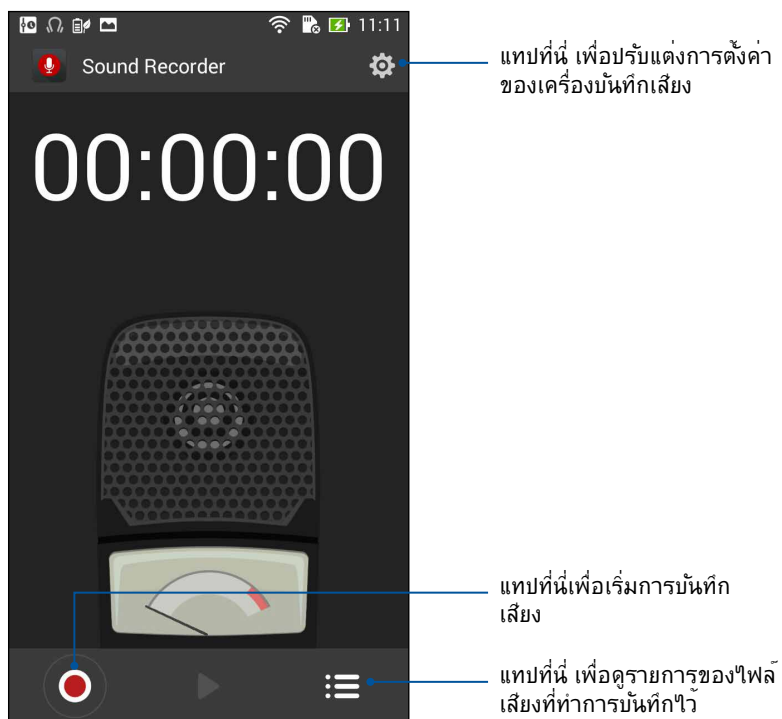 11:11
Sound Recorder
แทปที่นี่ เพื่อปรับแต่งการตั้งค่า
ของเครื่องบันทึกเสียง
00:00:00
แทปที่นี่เพื่อเริ่มการบันทึก
เสียง
แทปที่นี่ เพื่อดูรายการของไฟล์
เสียงที่ทำการบันทึกไว้